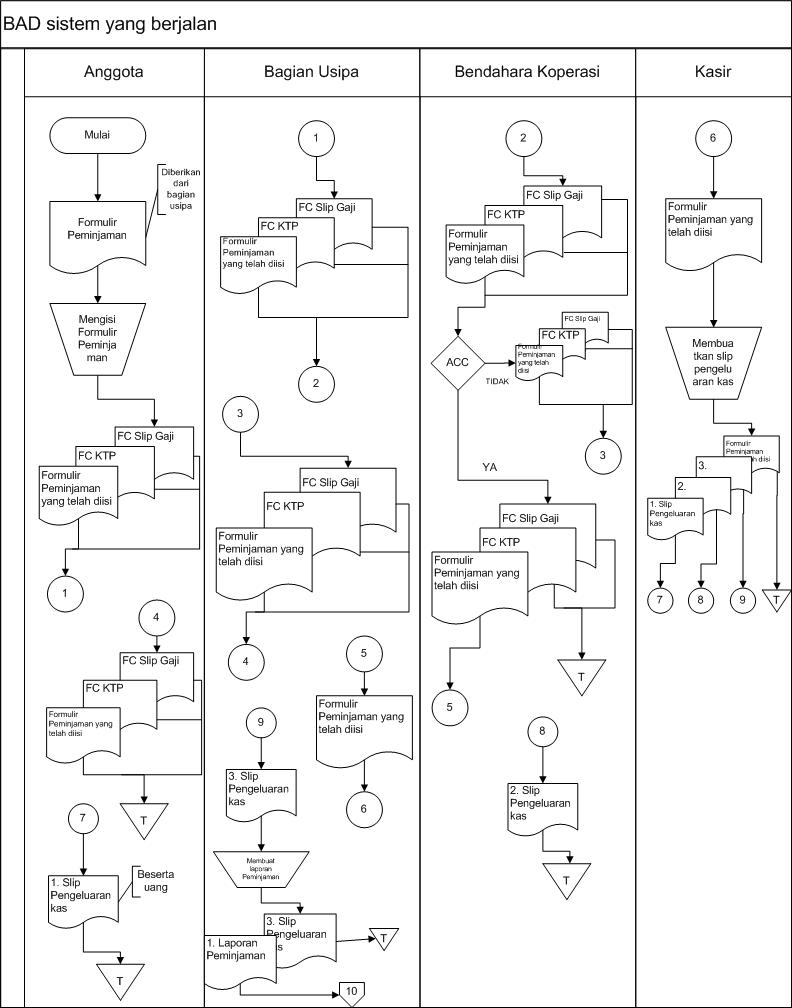 BAD sistem yang berjalan
Anggota
Bagian Usipa
Bendahara Koperasi
Kasir
Mulai
Diberikan
dari
bagian
usipa
Formulir
Peminjaman
Mengisi
Formulir
Peminja
man
FC Slip Gaji
FC KTP
Formulir
Peminjaman
yang telah diisi
1
4
FC Slip Gaji
FC KTP
Formulir
Peminjaman yang
telah diisi
T
7
1. Slip
Pengeluaran
kas
Beserta
uang
T
1
FC Slip Gaji
FC KTP
Formulir
Peminjaman
yang telah diisi
2
3
FC Slip Gaji
FC KTP
Formulir
Peminjaman yang
telah diisi
4
5
Formulir
Peminjaman yang
telah diisi
6
9
3. Slip
Pengeluaran
kas
Membuat
laporan
Peminjaman
3. Slip
Pengeluaran
1. Laporan
Peminjaman
T
10
2
FC Slip Gaji
FC KTP
Formulir
Peminjaman
yang telah diisi
ACC
TIDAK
FC Slip Gaji
FC KTP
Formulir
Peminjaman
yang telah
diisi
3
YA
FC Slip Gaji
FC KTP
Formulir
Peminjaman yang
telah diisi
T
5
8
2. Slip
Pengeluaran
kas
T
6
Formulir
Peminjaman yang
telah diisi
Membua
tkan slip
pengelu
aran kas
Formulir
Peminjaman
diisi
3.
2.
1. Slip
Pengeluaran
kas
7
8
9
T